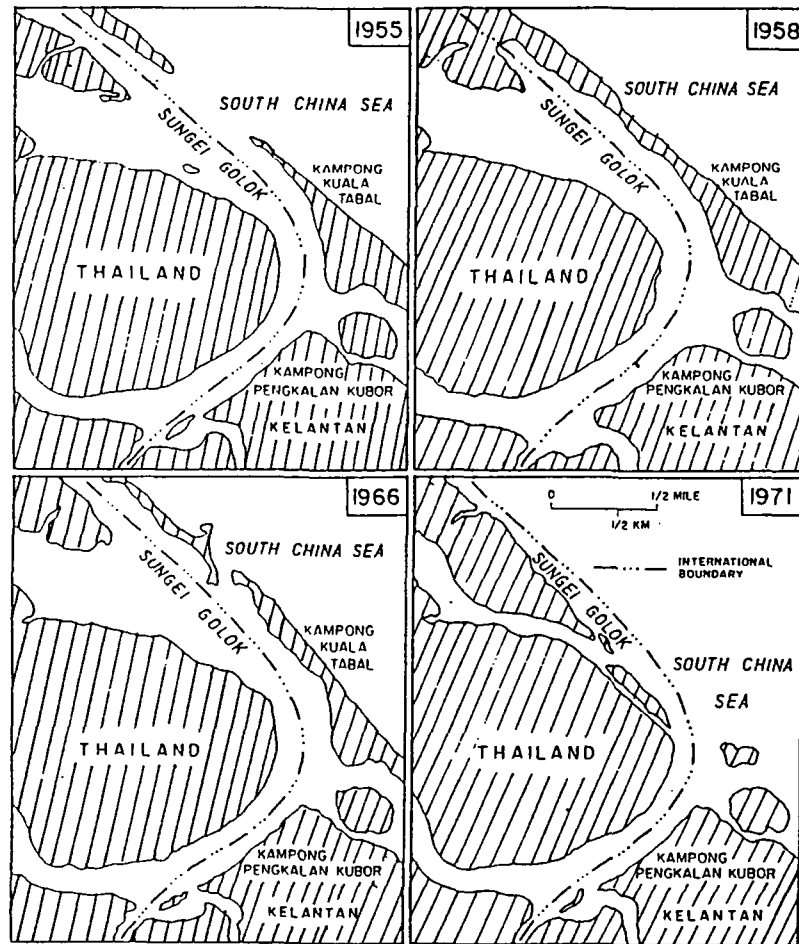 1955
SOUTH CHINA SEA
SUNGEI GOLOK
KAMPONG
KUALA
TABAL
THAILAND
KAMPONG
PENGKALAN KUBOR
KELANTAN
1958
SOUTH CHINA SEA
SUNGEI GOLOK
KAMPONG
KUALA
TABAL
THAILAND
KAMPONG
PENGKALAN KUBOR
KELANTAN
1966
SOUTH CHINA SEA
SUNGEI GOLOK
KAMPONG
KUALA
TABAL
THAILAND
KAMPONG
PENGKALAN KUBOR
KELANTAN
1971
0 1/2 MILE
1/2 KM
INTERNATIONAL
BOUNDARY
SUNGEI GOLOK
SOUTH CHINA
SEA
THAILAND
KAMPONG
PENGKALAN KUBOR
KELANTAN